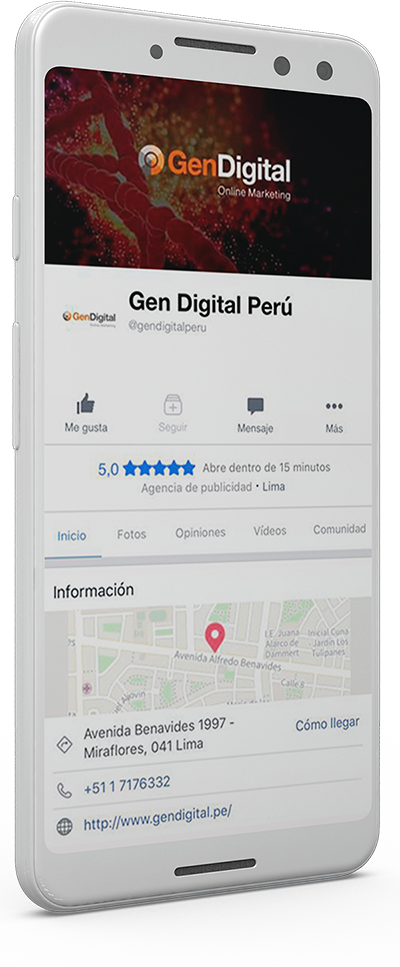 GenDigital
Online Marketing
GenDigital
Online Marketing
Gen Digital Perú
@gendigitalperu
Me gusta
Seguir
Mensaje
Más
5,0 Abre dentro de 15 minutos
Agencia de publicidad • Lima
Inicio
Fotos
Opiniones
Vídeos
Comunidad
Información
I.E. Juana
Alarco de
Dammert
Inicial Cuna
Jardín Los
Tulipanes
Avenida Alfredo Benavides
Calle 8
Avenida Benavides 1997 -
Miraflores, 041 Lima
Cómo llegar
+51 1 7176332
http://www.gendigital.pe/